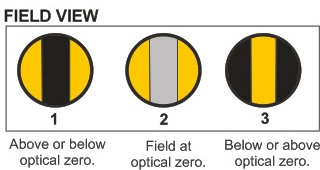 FIELD VIEW
1 2 3
Above or below Field at Below or above
optical zero. optical zero. optical zero.